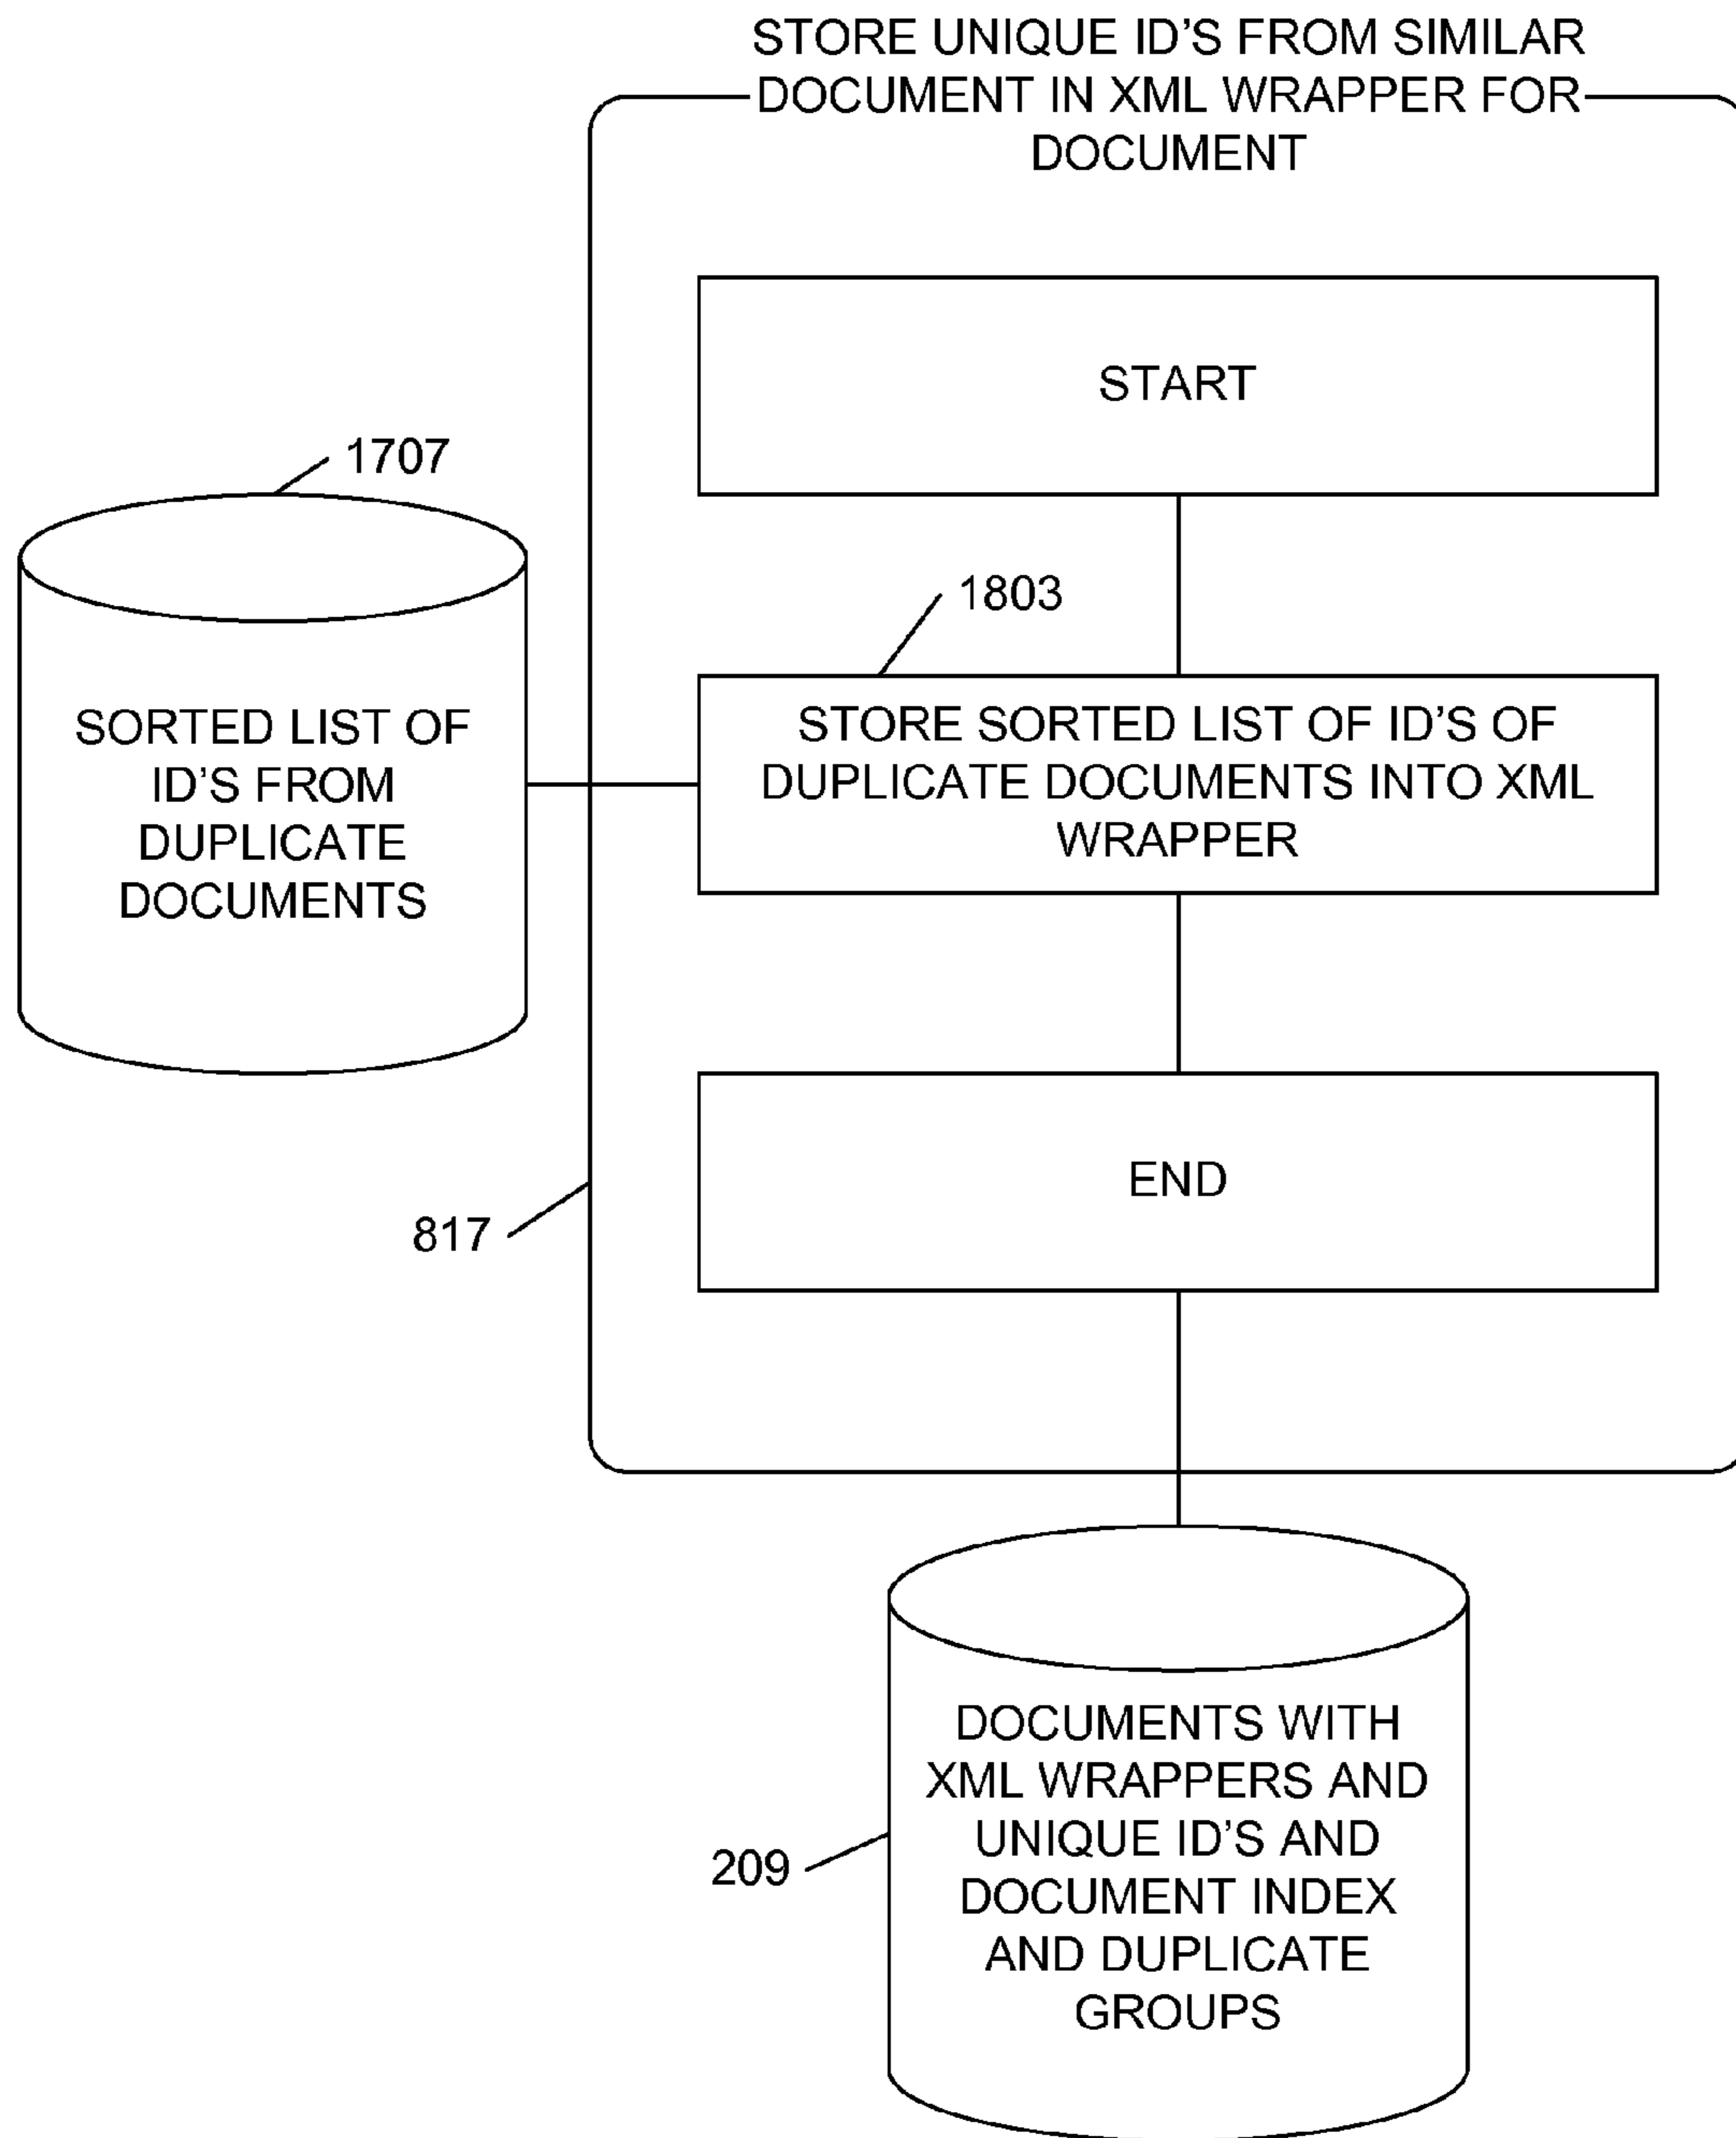 STORE UNIQUE ID'S FROM SIMILAR
DOCUMENT IN XML WRAPPER FOR
DOCUMENT
START
1707
1803
SORTED LIST OF
ID'S FROM
DUPLICATE
DOCUMENTS
STORE SORTED LIST OF ID'S OF
DUPLICATE DOCUMENTS INTO XML
WRAPPER
END
817
DOCUMENTS WITH
XML WRAPPERS AND
UNIQUE ID'S AND
DOCUMENT INDEX
AND DUPLICATE
GROUPS
209